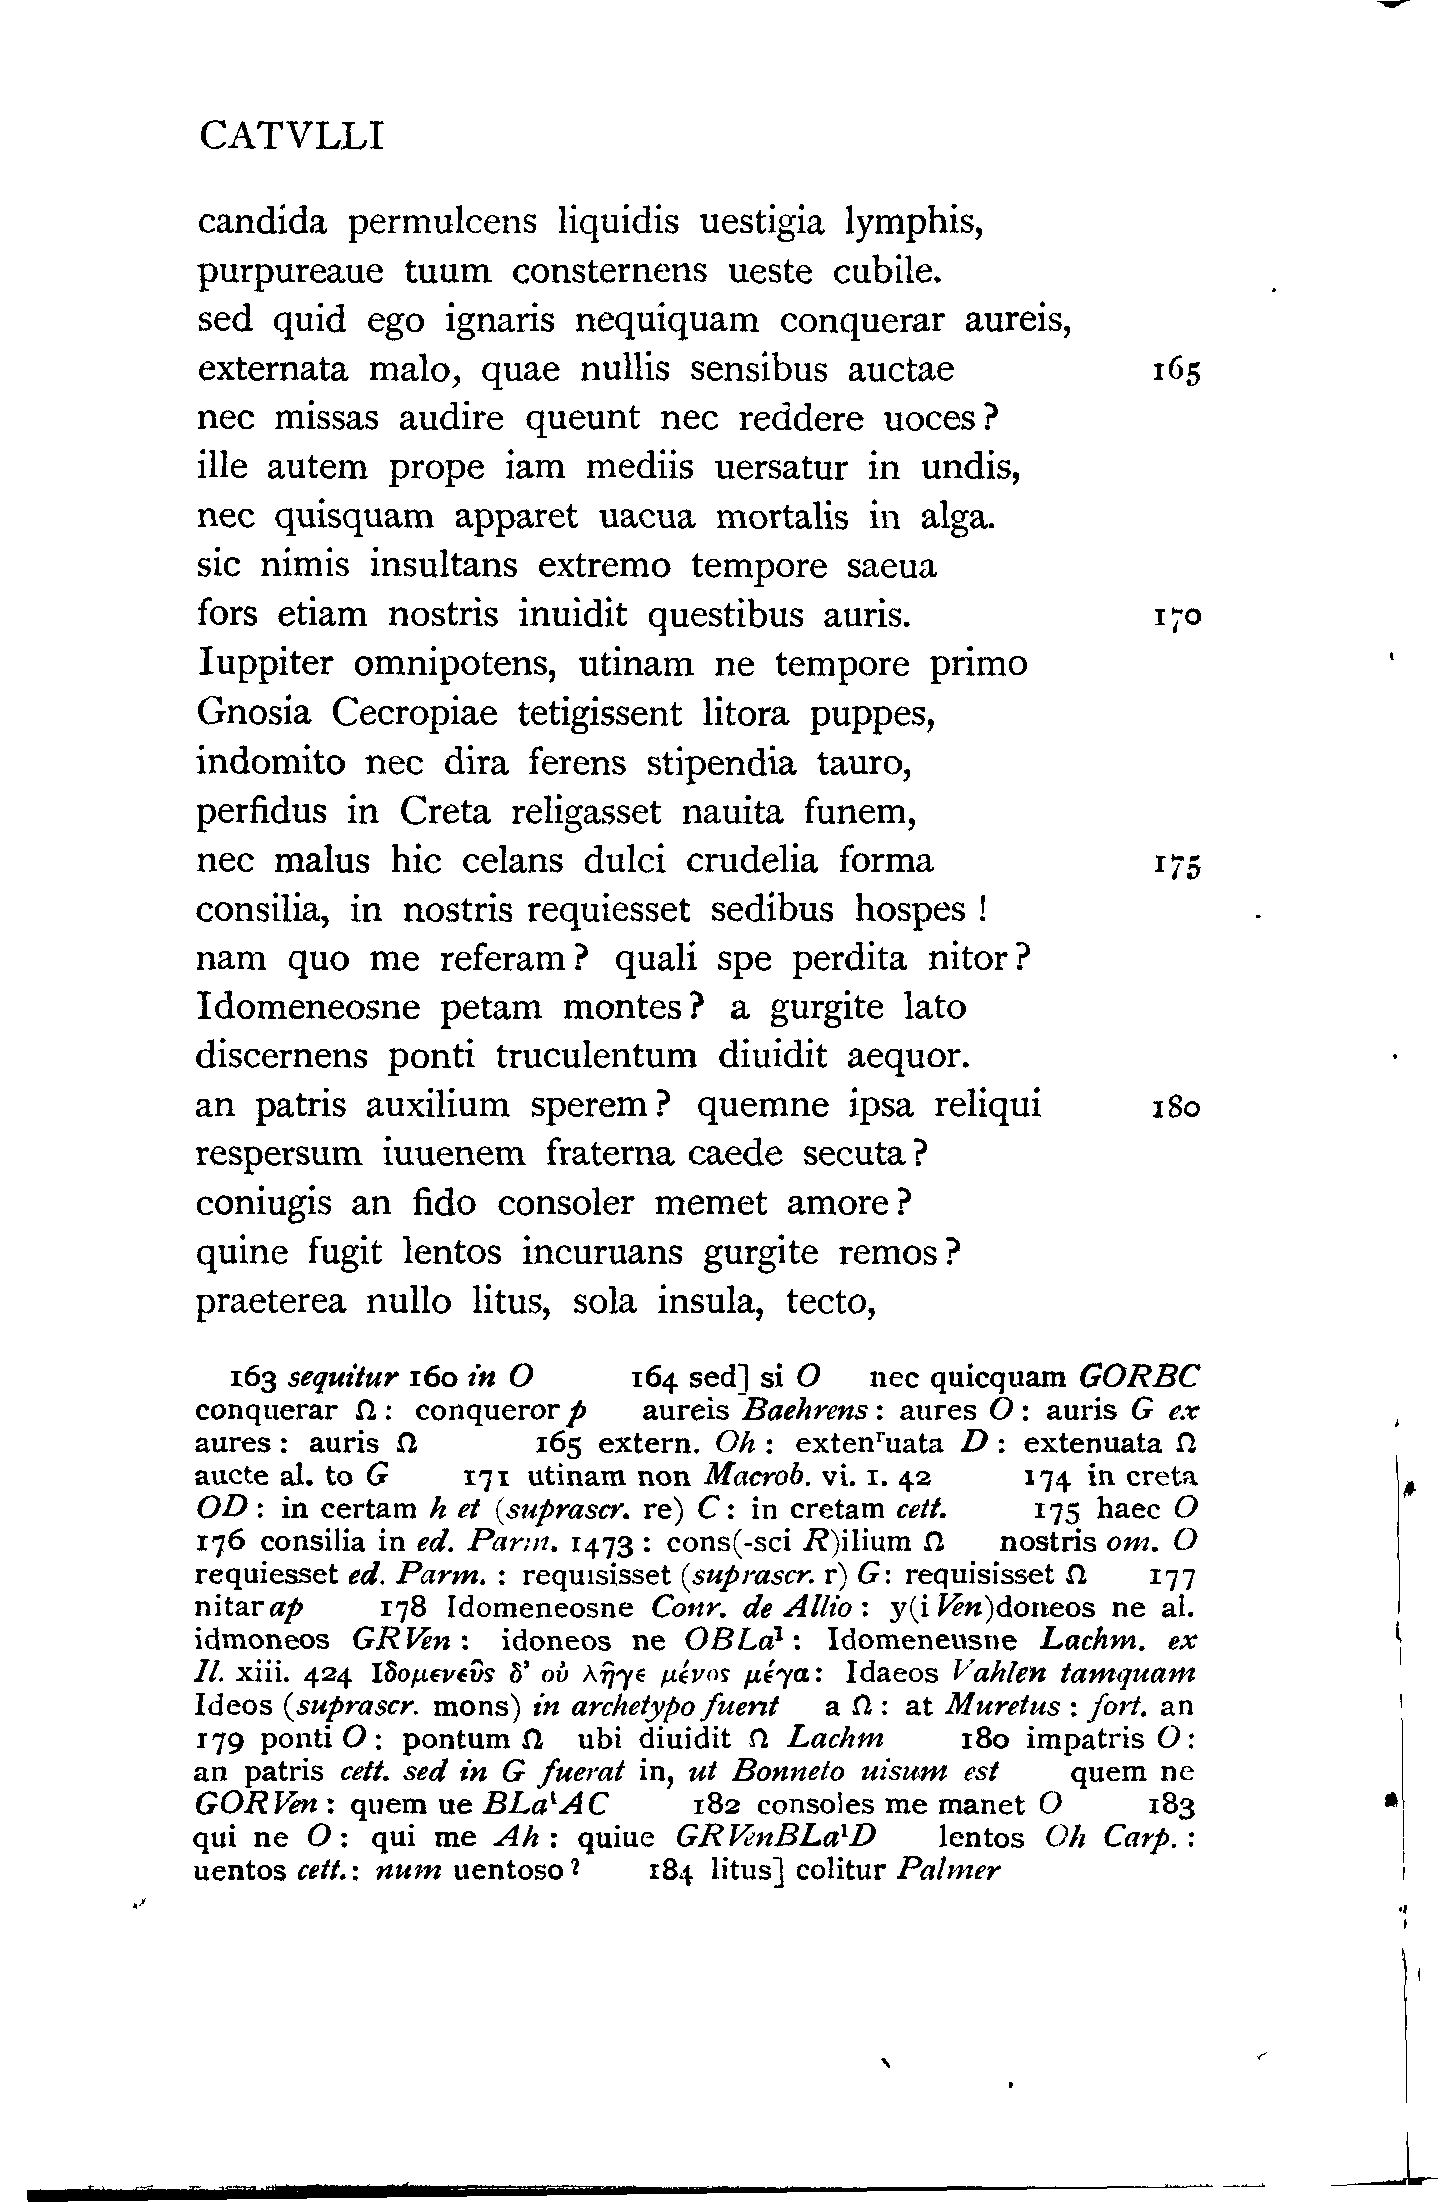 CATVLLI
candida permulcens liquidis uestigia lymphis,
purpureaue tuum consternens ueste cubile.
sed quid ego ignaris nequiquam conquerar aureis,
externata malo, quae nullis sensibus auctae 165
nec missas audire queunt nec reddere uoces?
ille autem prope iam mediis uersatur in undis,
nec quisquam apparet uacua mortalis in alga.
sic nimis insultans extremo tempore saeua
fors etiam nostris inuidit questibus auris. 170
Iuppiter omnipotens, utinam ne tempore primo
Gnosia Cecropiae tetigissent litora puppes,
indomito nec dira ferens stipendia tauro,
perfidus in Creta religasset nauita funem,
nec malus hic celans dulci crudelia forma 175
consilia, in nostris requiesset sedibus hospes!
nam quo me referam? quali spe perdita nitor?
Idomeneosne petam montes? a gurgite lato
discernens ponti truculentum diuidit aequor.
an patris auxilium sperem? quemne ipsa reliqui 180
respersum iuuenem fraterna caede secuta?
coniugis an fido consoler memet amore?
quine fugit lentos incuruans gurgite remos?
praeterea nullo litus, sola insula, tecto,
163 sequitur 160 in O 164 sed] si O nec quicquam GORBC
conquerar Ω: conqueror p aureis Baehrens: aures O: auris G ex
aures: auris Ω 165 extern. Oh: extenʳuata D: extenuata Ω
aucte al. to G 171 utinam non Macrob. vi. 1. 42 174 in creta
OD: in certam h et (suprascr. re) C: in cretam cett. 175 haec O
176 consilia in ed. Parm. 1473: cons(-sci R)ilium Ω nostris om. O
requiesset ed. Parm.: requisisset (suprascr. r) G: requisisset Ω 177
nitar ap 178 Idomeneosne Conr. de Allio: y(i Ven)doneos ne al.
idmoneos GRVen: idoneos ne OBLa¹: Idomeneusne Lachm. ex
Il. xiii. 424 Ἰδομενεῦς δ’ οὐ λῆγε μένος μέγα: Idaeos Vahlen tamquam
Ideos (suprascr. mons) in archetypo fuerit a Ω: at Muretus: fort. an
179 ponti O: pontum Ω ubi diuidit Ω Lachm 180 impatris O:
an patris cett. sed in G fuerat in, ut Bonneto uisum est quem ne
GORVen: quem ue BLa¹AC 182 consoles me manet O 183
qui ne O: qui me Ah: quiue GRVenBLa¹D lentos Oh Carp.:
uentos cett.: num uentoso? 184 litus] colitur Palmer